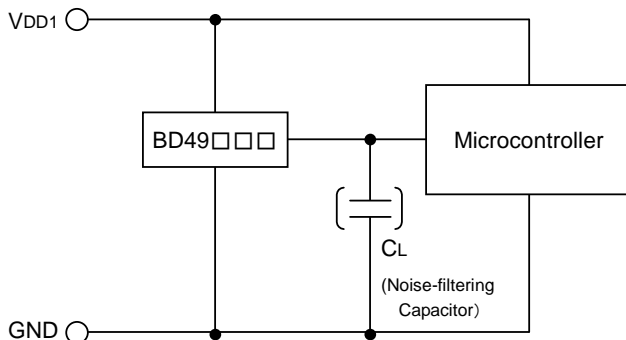 VDD1
BD49□□□
Microcontroller
CL
(Noise-filtering
Capacitor）
GND